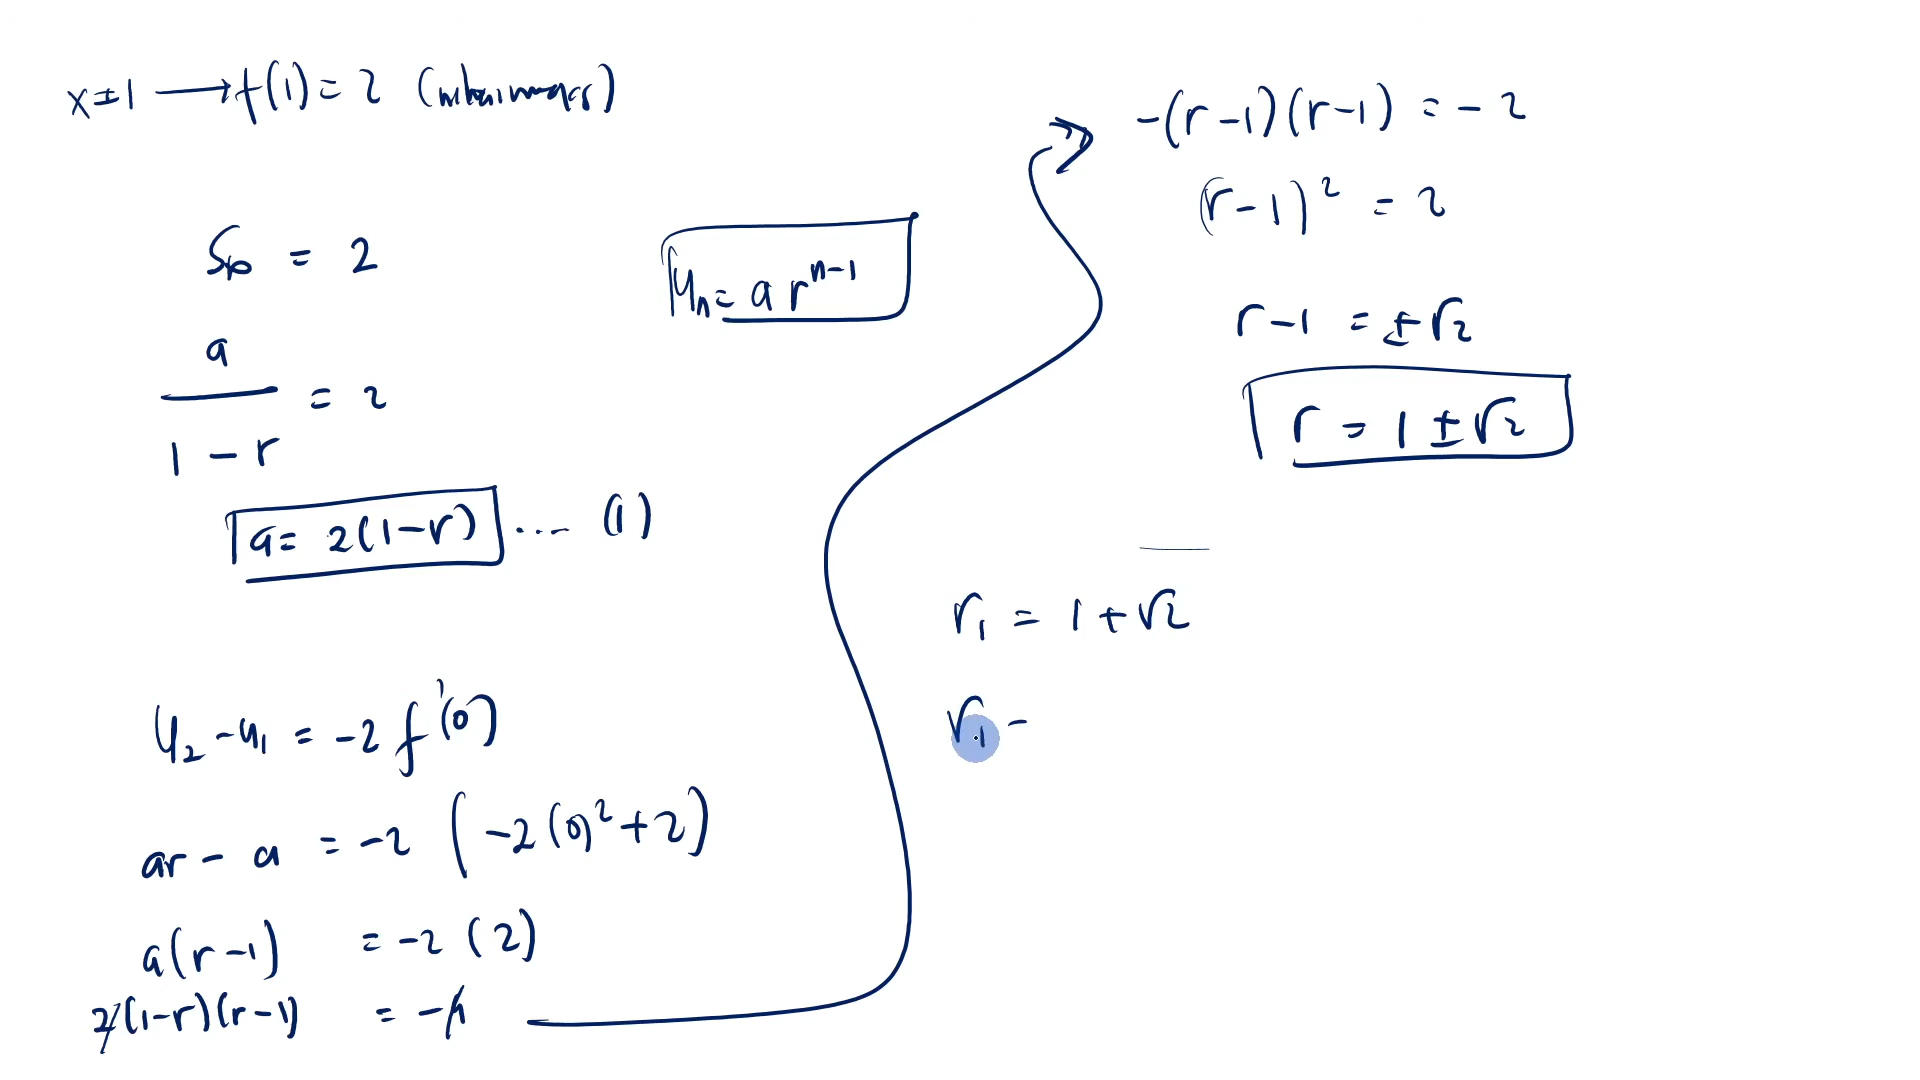 x=1 → f(1) = 2 (
S∞ = 2
a/(1-r) = 2
a = 2(1-r) .... (1)
Un = a r^(n-1)
U2 - U1 = -2 f'(0)
ar - a = -2 (-2(0)² + 2)
a(r-1) = -2 (2)
2(1-r)(r-1) = -4
-(r-1)(r-1) = -2
(r-1)² = 2
r-1 = ±√2
r = 1 ± √2
r1 = 1 + √2
r1 -